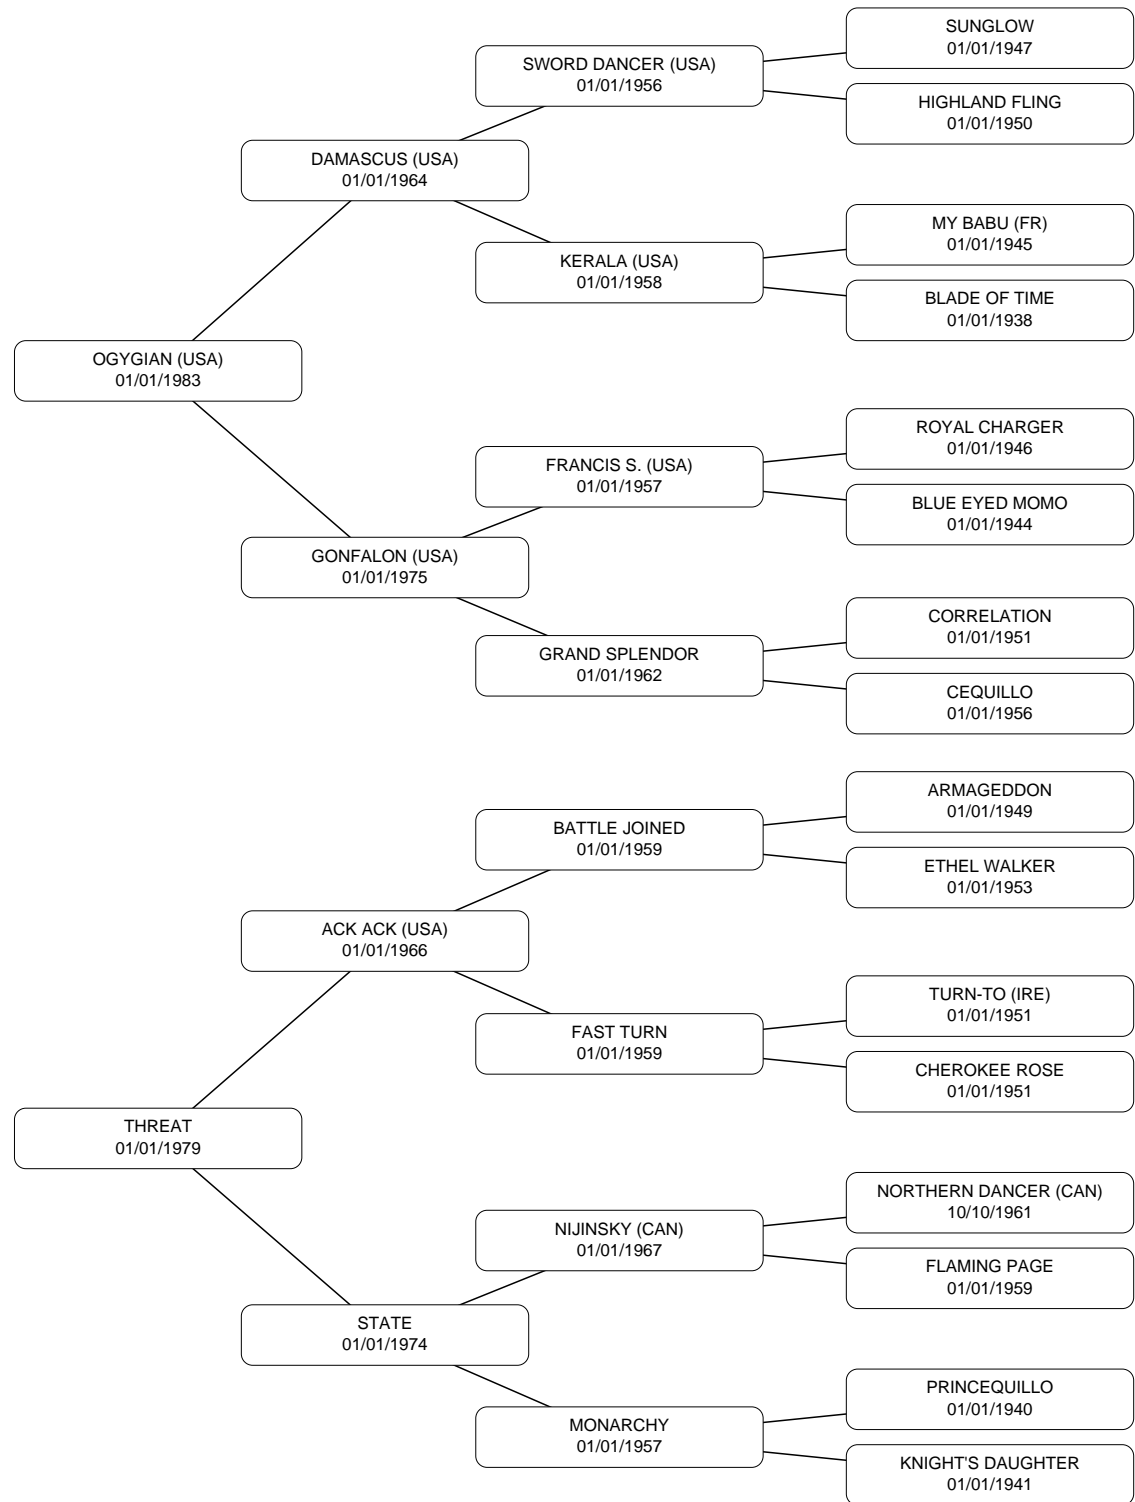 SUNGLOW
01/01/1947
SWORD DANCER (USA)
01/01/1956
HIGHLAND FLING
01/01/1950
DAMASCUS (USA)
01/01/1964
MY BABU (FR)
01/01/1945
KERALA (USA)
01/01/1958
BLADE OF TIME
01/01/1938
OGYGIAN (USA)
01/01/1983
ROYAL CHARGER
01/01/1946
FRANCIS S. (USA)
01/01/1957
BLUE EYED MOMO
01/01/1944
GONFALON (USA)
01/01/1975
CORRELATION
01/01/1951
GRAND SPLENDOR
01/01/1962
CEQUILLO
01/01/1956
ARMAGEDDON
01/01/1949
BATTLE JOINED
01/01/1959
ETHEL WALKER
01/01/1953
ACK ACK (USA)
01/01/1966
TURN-TO (IRE)
01/01/1951
FAST TURN
01/01/1959
CHEROKEE ROSE
01/01/1951
THREAT
01/01/1979
NORTHERN DANCER (CAN)
10/10/1961
NIJINSKY (CAN)
01/01/1967
FLAMING PAGE
01/01/1959
STATE
01/01/1974
PRINCEQUILLO
01/01/1940
MONARCHY
01/01/1957
KNIGHT'S DAUGHTER
01/01/1941